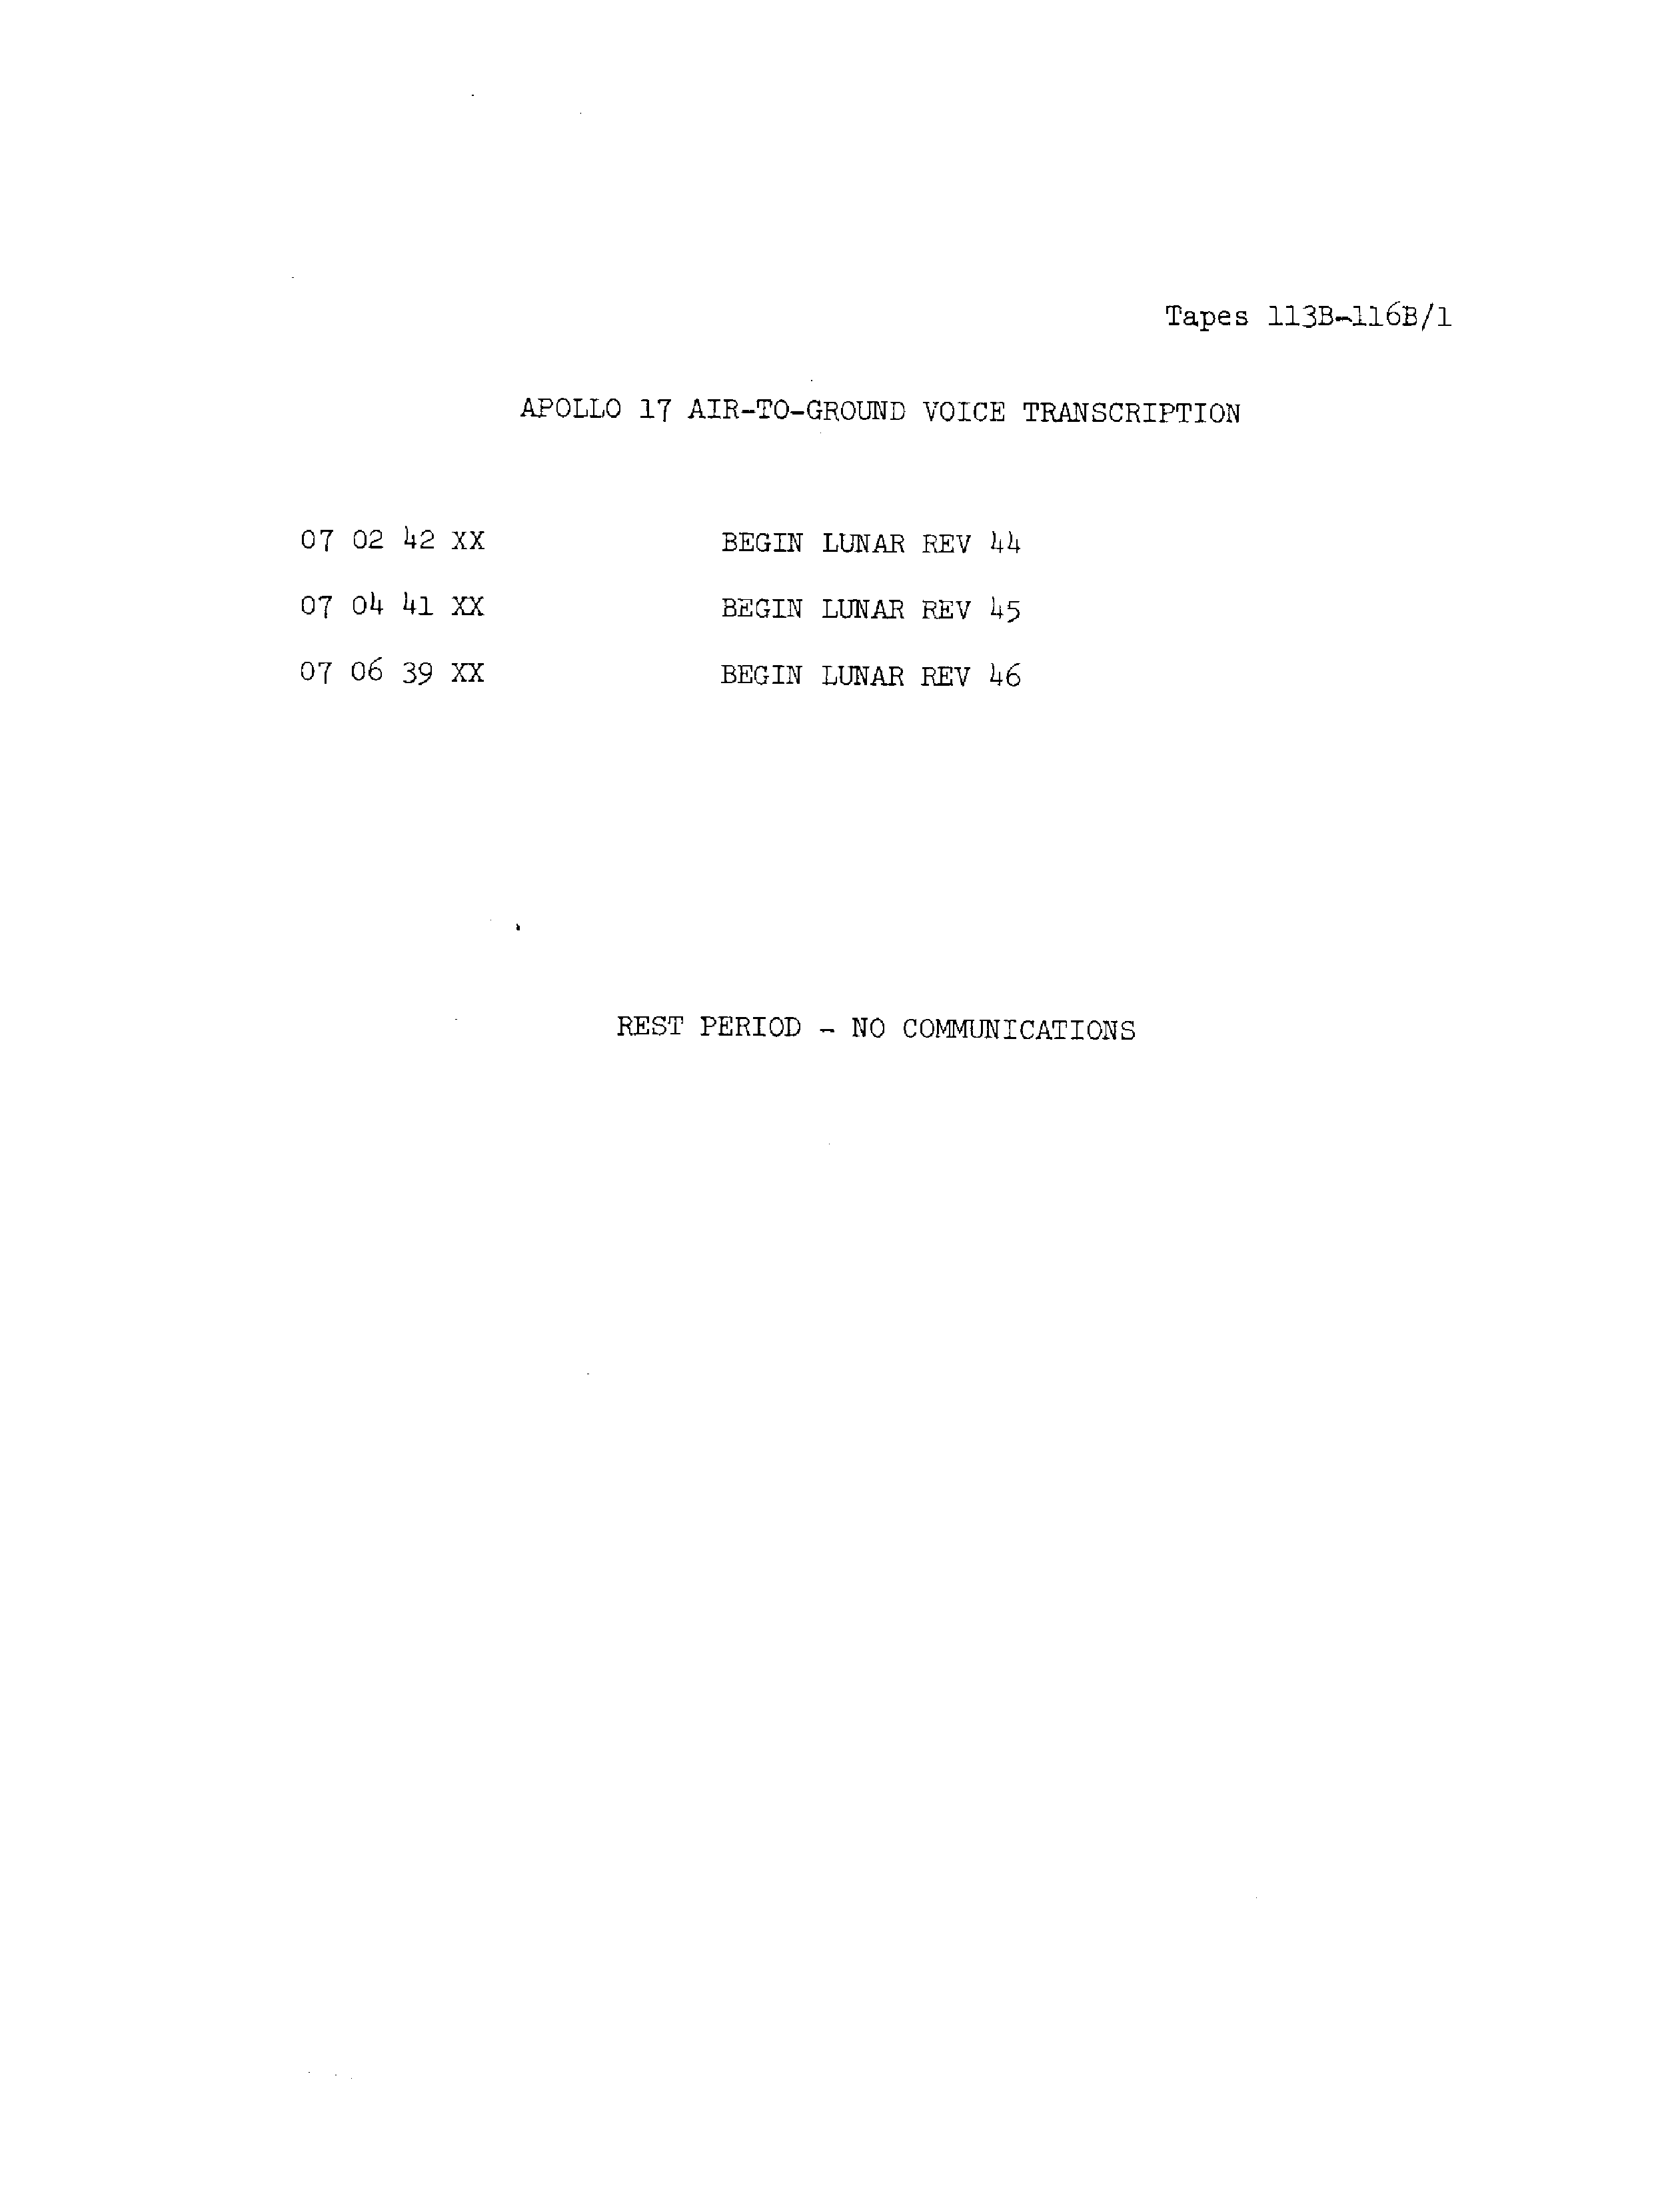 Tapes 113B-116B/1
APOLLO 17 AIR-TO-GROUND VOICE TRANSCRIPTION
07 02 42 XX BEGIN LUNAR REV 44
07 04 41 XX BEGIN LUNAR REV 45
07 06 39 XX BEGIN LUNAR REV 46
REST PERIOD - NO COMMUNICATIONS